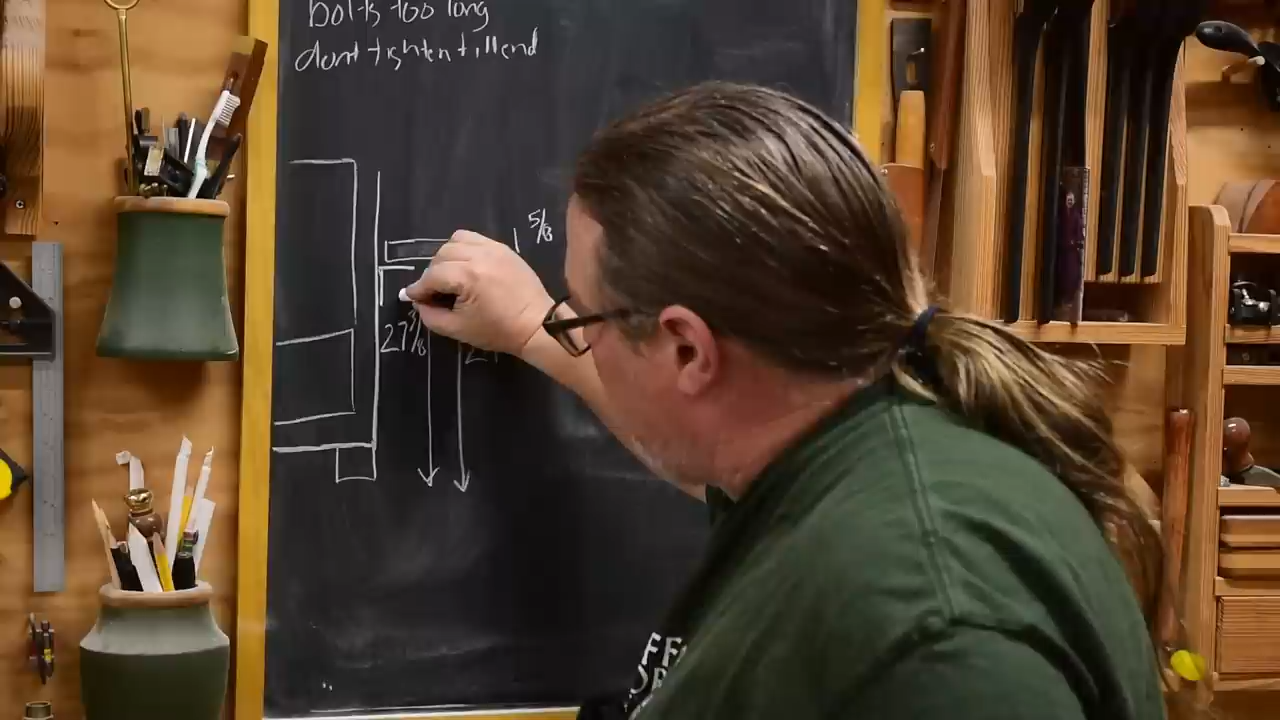 bolts too long
dont tighten till end
5/8
27 7/8